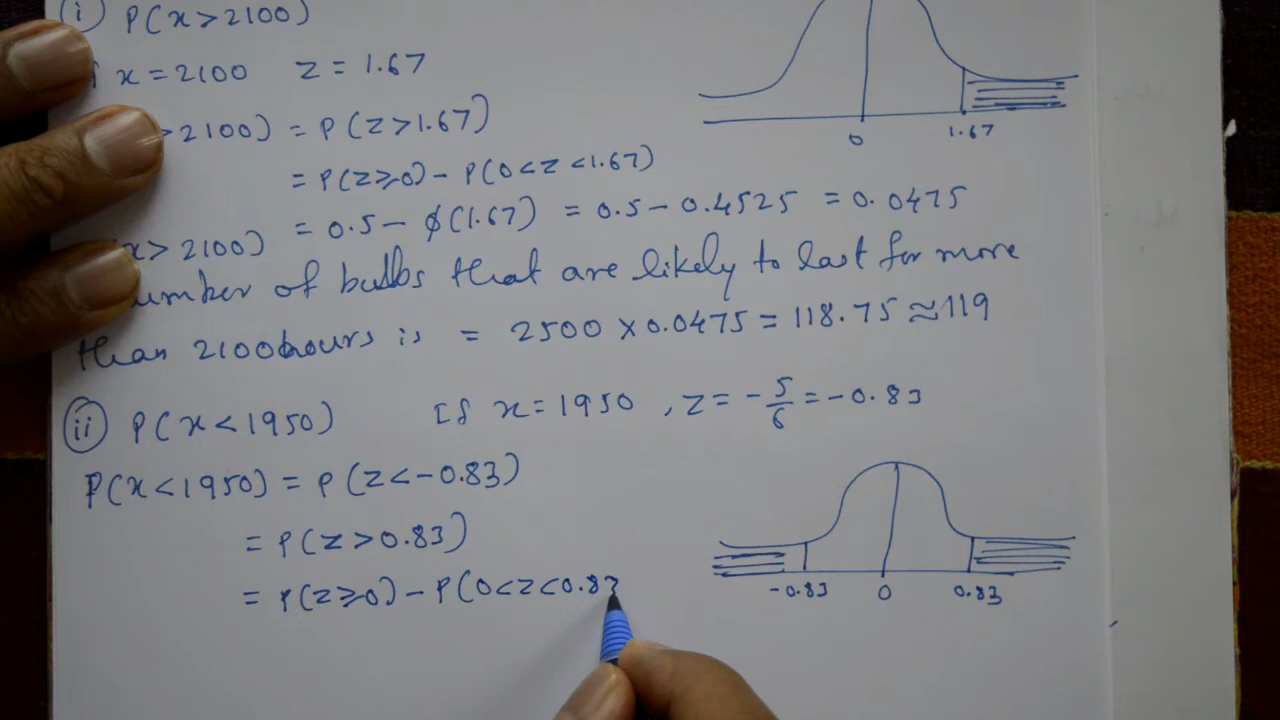 (i) P(x>2100)
x=2100 z=1.67
>2100) = P(z>1.67)
= P(z≥0) - P(0<z<1.67)
= 0.5 - φ(1.67) = 0.5 - 0.4525 = 0.0475
x>2100)
umber of bulbs that are likely to last for more
than 2100 hours is = 2500 × 0.0475 = 118.75 ≈ 119
(ii) P(x<1950) If x=1950, z = -5/6 = -0.83
P(x<1950) = P(z<-0.83)
= P(z>0.83)
= P(z≥0) - P(0<z<0.83
0 1.67
-0.83 0 0.83